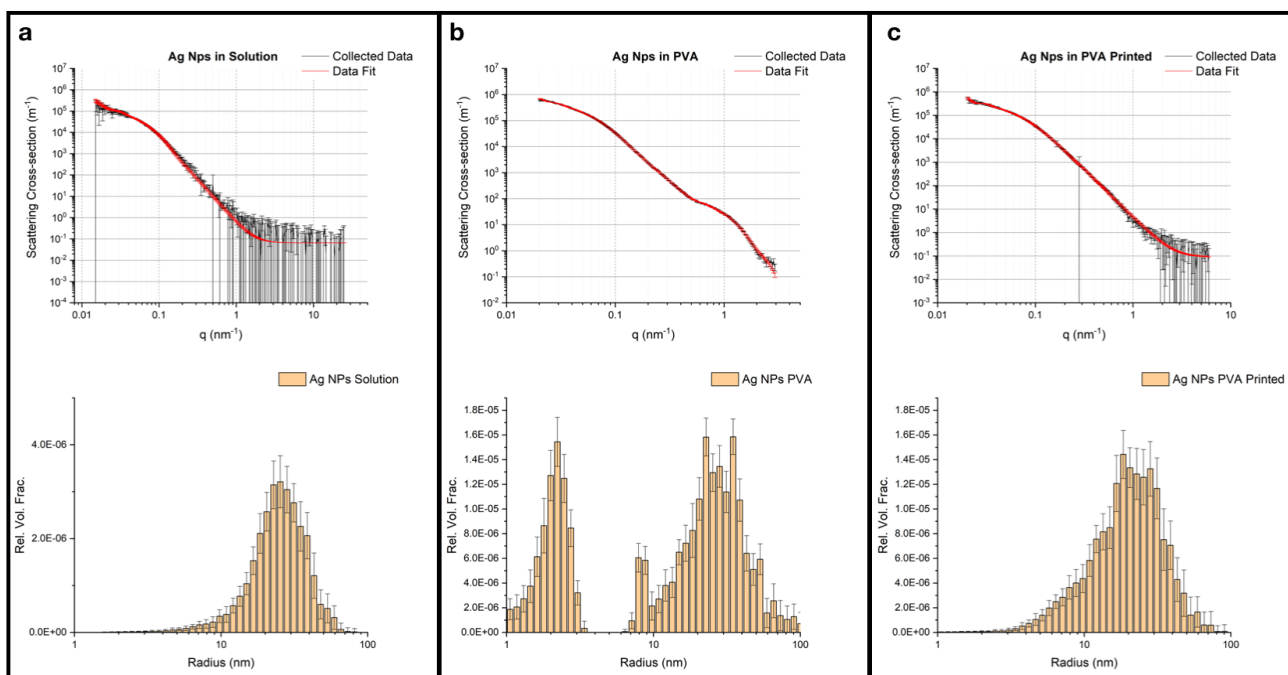 a
Ag Nps in Solution
Collected Data
Data Fit
Scattering Cross-section (m⁻¹)
10⁷
10⁶
10⁵
10⁴
10³
10²
10¹
10⁰
10⁻¹
10⁻²
10⁻³
10⁻⁴
0.01 0.1 1 10
q (nm⁻¹)
Ag NPs Solution
Rel. Vol. Frac.
4.0E-06
2.0E-06
0.0E+00
1 10 100
Radius (nm)
b
Ag Nps in PVA
Collected Data
Data Fit
Scattering Cross-section (m⁻¹)
10⁷
10⁶
10⁵
10⁴
10³
10²
10¹
10⁰
10⁻¹
10⁻²
0.01 0.1 1
q (nm⁻¹)
Ag NPs PVA
Rel. Vol. Frac.
1.8E-05
1.6E-05
1.4E-05
1.2E-05
1.0E-05
8.0E-06
6.0E-06
4.0E-06
2.0E-06
0.0E+00
1 10 100
Radius (nm)
c
Ag Nps in PVA Printed
Collected Data
Data Fit
Scattering Cross-section (m⁻¹)
10⁷
10⁶
10⁵
10⁴
10³
10²
10¹
10⁰
10⁻¹
10⁻²
10⁻³
0.01 0.1 1 10
q (nm⁻¹)
Ag NPs PVA Printed
Rel. Vol. Frac.
1.8E-05
1.6E-05
1.4E-05
1.2E-05
1.0E-05
8.0E-06
6.0E-06
4.0E-06
2.0E-06
0.0E+00
1 10 100
Radius (nm)